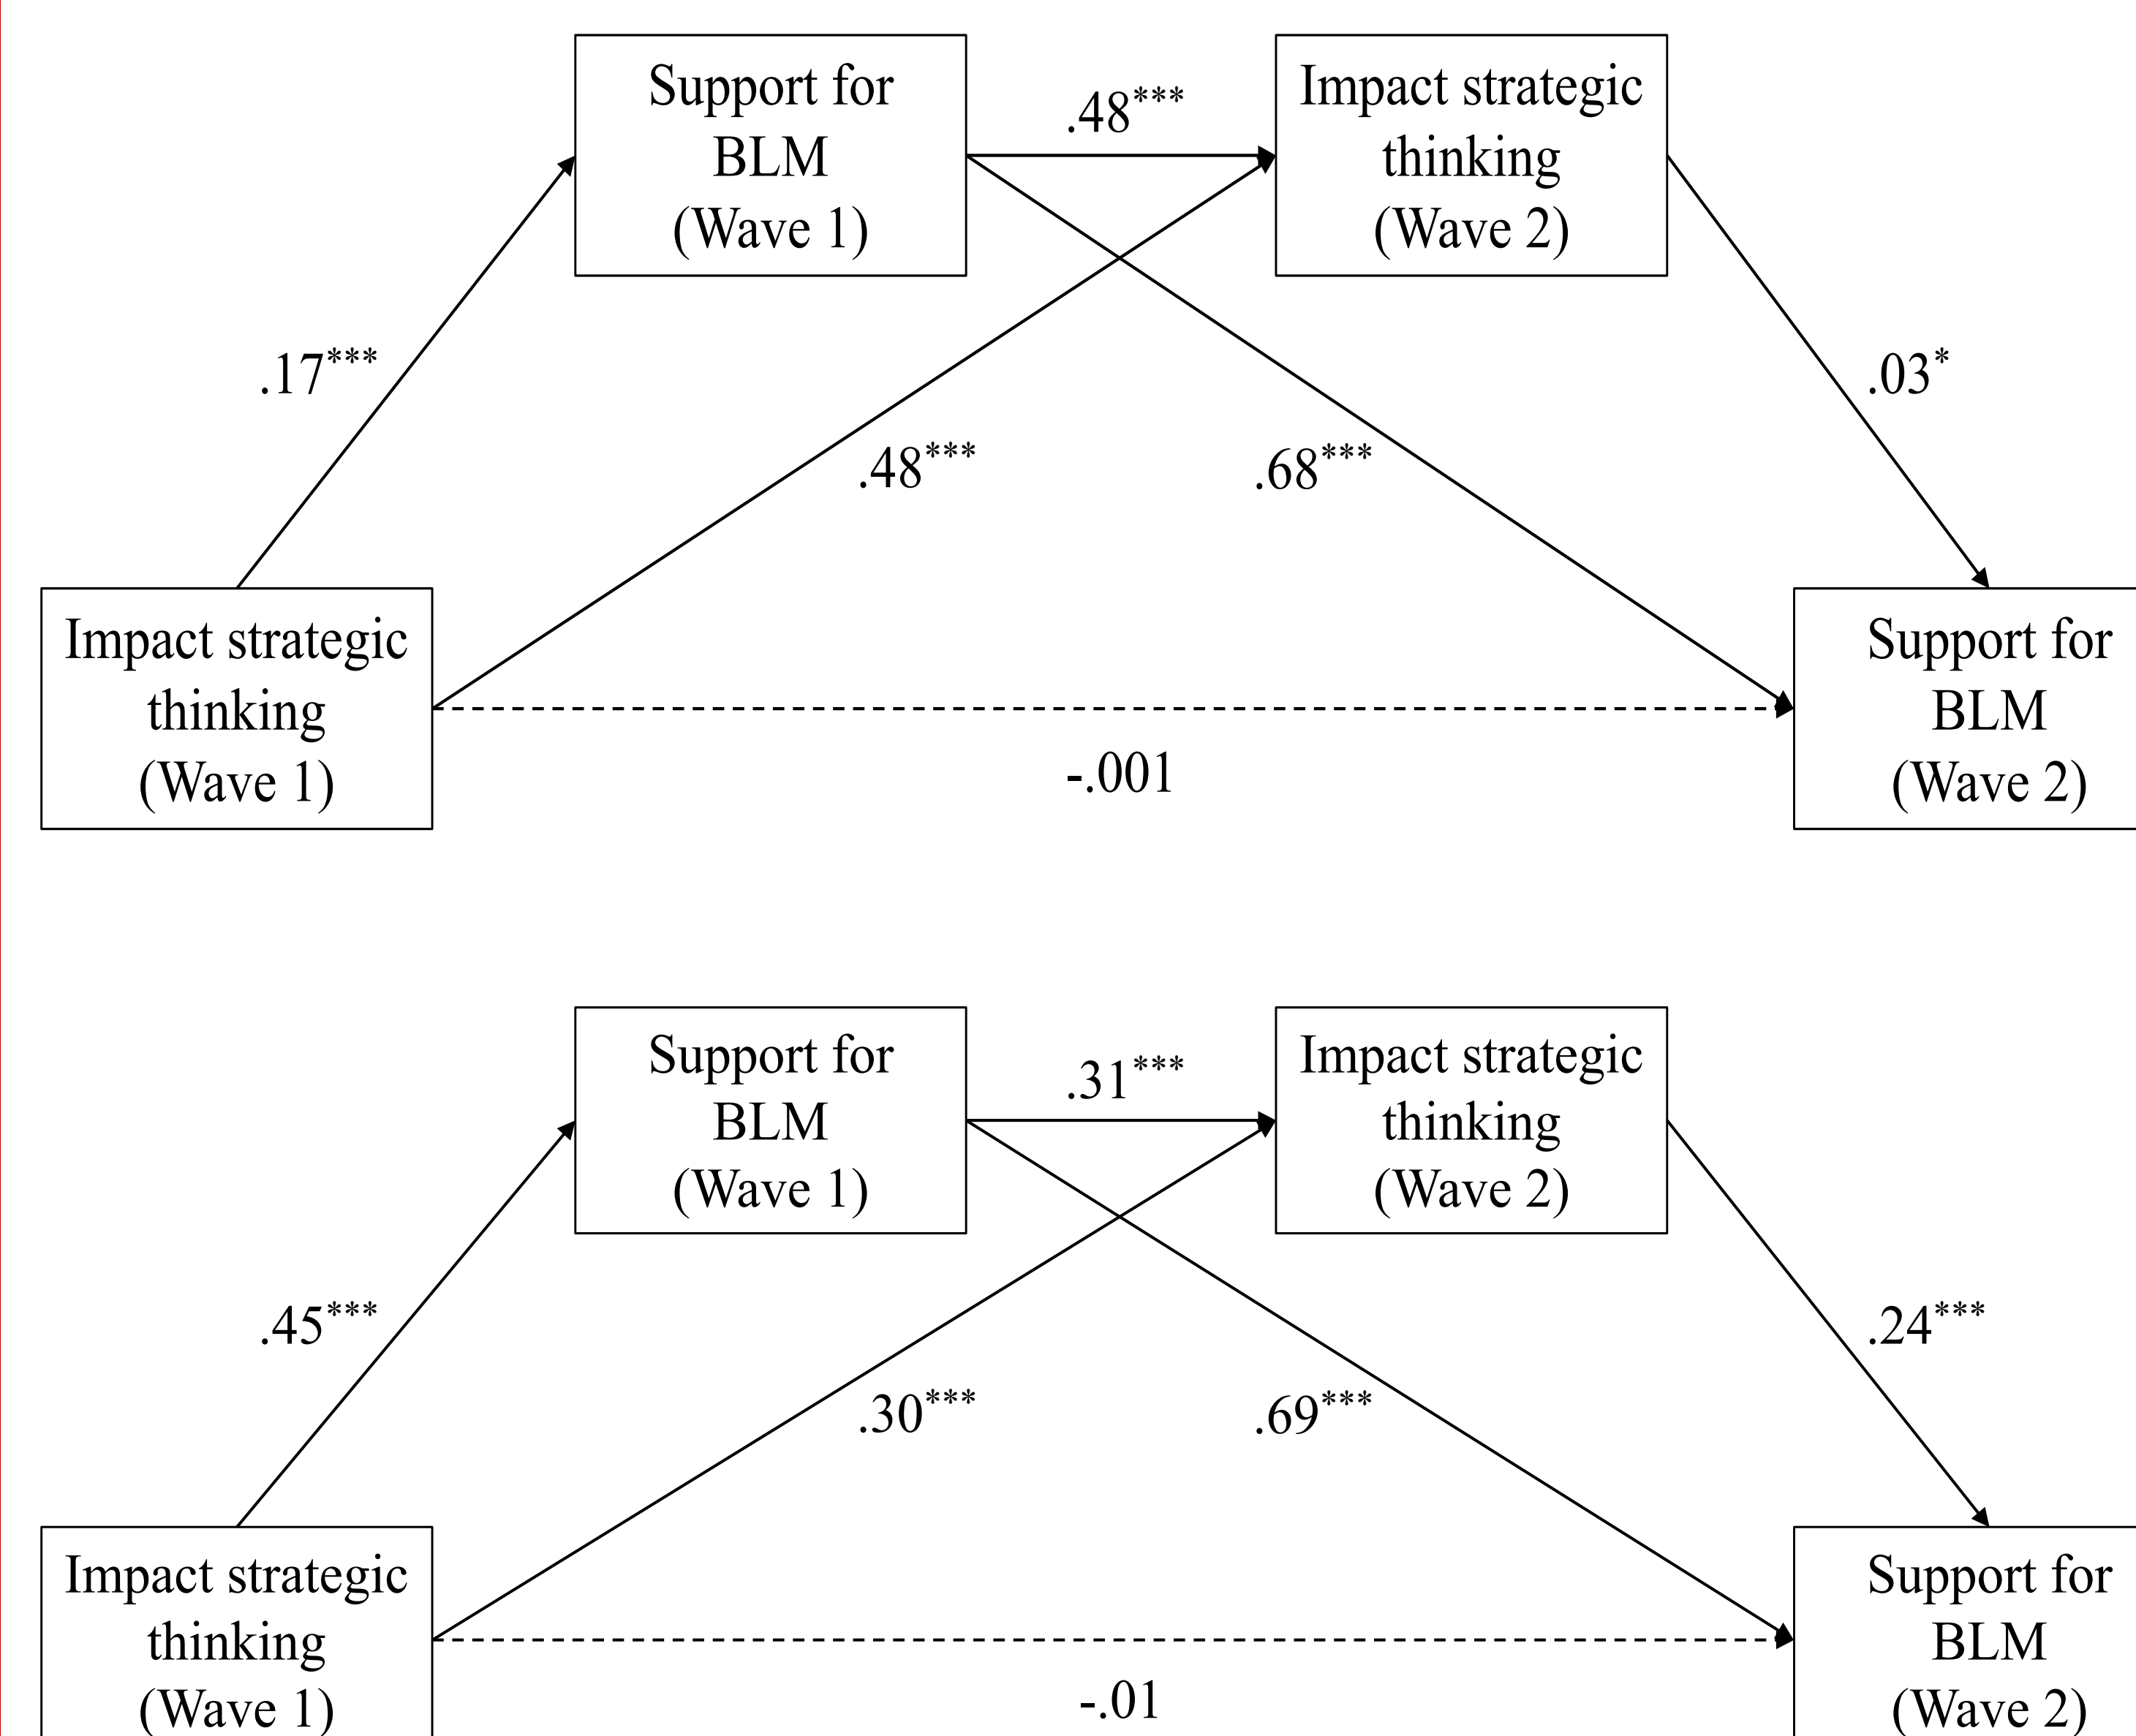 Support for
BLM
(Wave 1)
.48***
Impact strategic
thinking
(Wave 2)
.17***
.03*
.48***
.68***
Impact strategic
thinking
(Wave 1)
-.001
Support for
BLM
(Wave 2)
Support for
BLM
(Wave 1)
.31***
Impact strategic
thinking
(Wave 2)
.45***
.24***
.30***
.69***
Impact strategic
thinking
(Wave 1)
-.01
Support for
BLM
(Wave 2)